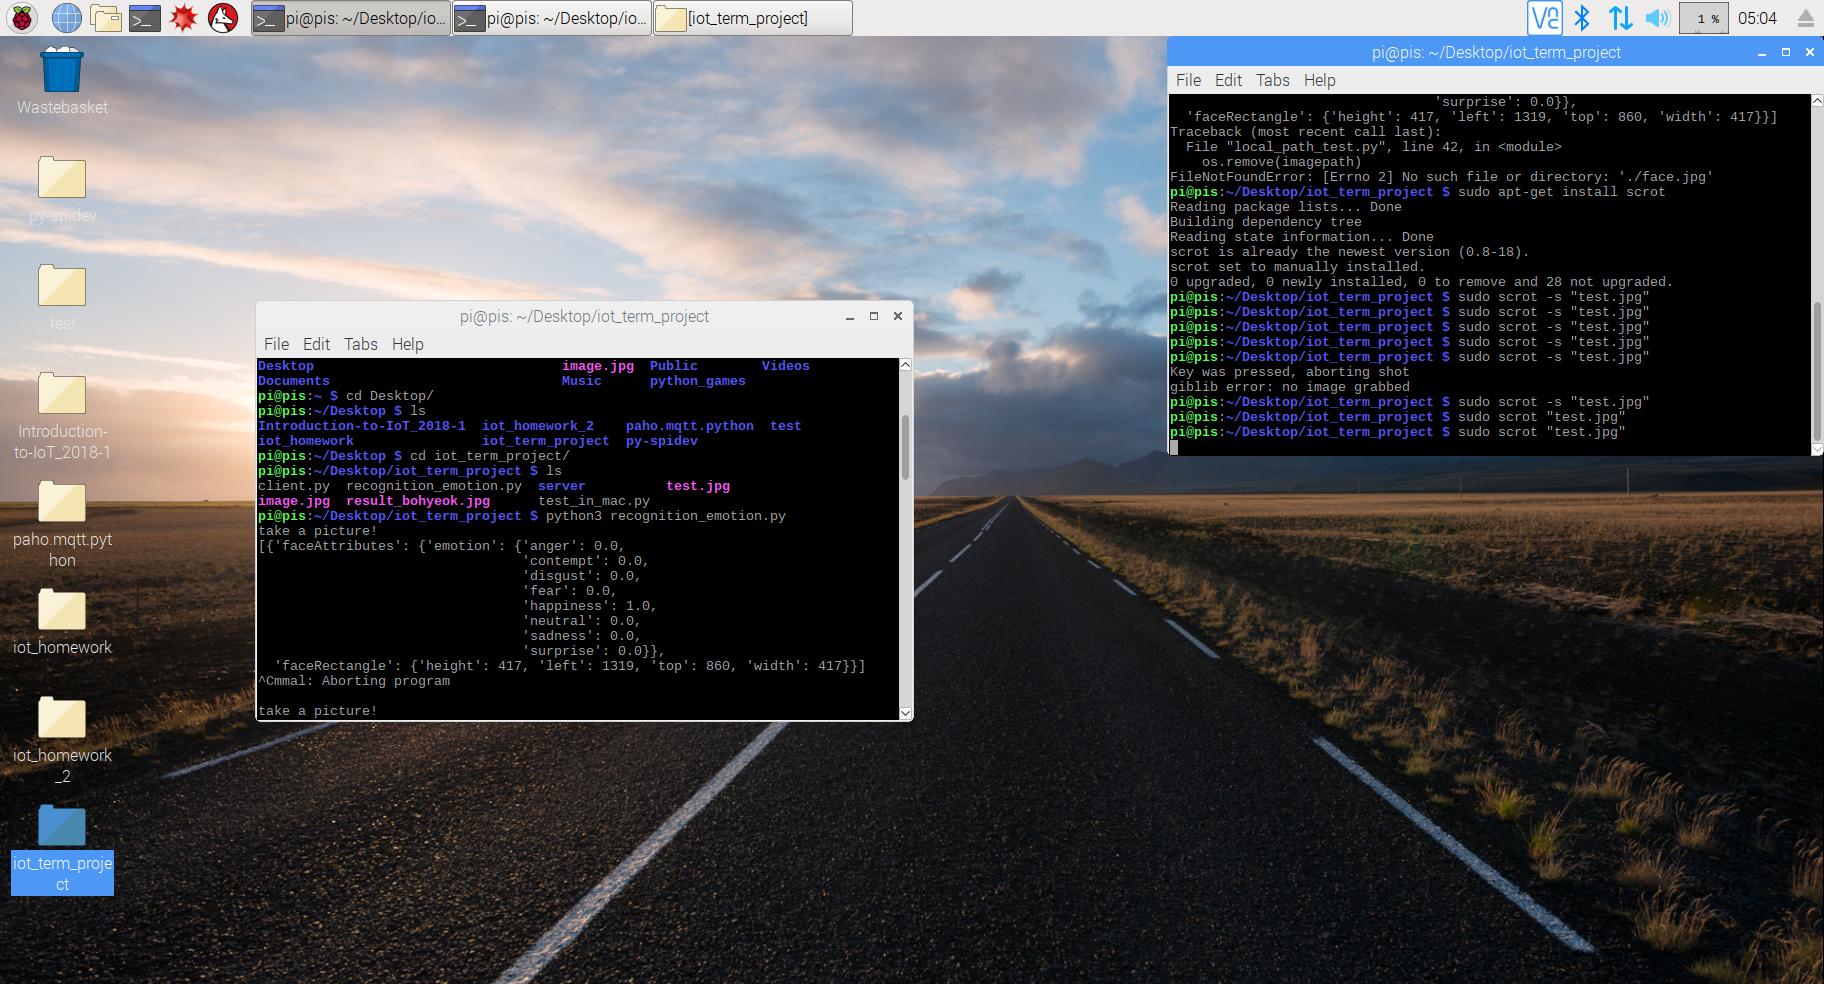 pi@pis: ~/Desktop/io...
pi@pis: ~/Desktop/io...
[iot_term_project]
1 %
05:04
Wastebasket
py-spidev
test
Introduction-
to-IoT_2018-1
paho.mqtt.pyt
hon
iot_homework
iot_homework
_2
iot_term_proje
ct
pi@pis: ~/Desktop/iot_term_project
File Edit Tabs Help
Desktop image.jpg Public Videos
Documents Music python_games
pi@pis:~ $ cd Desktop/
pi@pis:~/Desktop $ ls
Introduction-to-IoT_2018-1 iot_homework_2 paho.mqtt.python test
iot_homework iot_term_project py-spidev
pi@pis:~/Desktop $ cd iot_term_project/
pi@pis:~/Desktop/iot_term_project $ ls
client.py recognition_emotion.py server test.jpg
image.jpg result_bohyeok.jpg test_in_mac.py
pi@pis:~/Desktop/iot_term_project $ python3 recognition_emotion.py
take a picture!
[{'faceAttributes': {'emotion': {'anger': 0.0,
'contempt': 0.0,
'disgust': 0.0,
'fear': 0.0,
'happiness': 1.0,
'neutral': 0.0,
'sadness': 0.0,
'surprise': 0.0}},
'faceRectangle': {'height': 417, 'left': 1319, 'top': 860, 'width': 417}}]
^Cmmal: Aborting program
take a picture!
pi@pis: ~/Desktop/iot_term_project
File Edit Tabs Help
'surprise': 0.0}},
'faceRectangle': {'height': 417, 'left': 1319, 'top': 860, 'width': 417}}]
Traceback (most recent call last):
File "local_path_test.py", line 42, in <module>
os.remove(imagepath)
FileNotFoundError: [Errno 2] No such file or directory: './face.jpg'
pi@pis:~/Desktop/iot_term_project $ sudo apt-get install scrot
Reading package lists... Done
Building dependency tree
Reading state information... Done
scrot is already the newest version (0.8-18).
scrot set to manually installed.
0 upgraded, 0 newly installed, 0 to remove and 28 not upgraded.
pi@pis:~/Desktop/iot_term_project $ sudo scrot -s "test.jpg"
pi@pis:~/Desktop/iot_term_project $ sudo scrot -s "test.jpg"
pi@pis:~/Desktop/iot_term_project $ sudo scrot -s "test.jpg"
pi@pis:~/Desktop/iot_term_project $ sudo scrot -s "test.jpg"
pi@pis:~/Desktop/iot_term_project $ sudo scrot -s "test.jpg"
Key was pressed, aborting shot
giblib error: no image grabbed
pi@pis:~/Desktop/iot_term_project $ sudo scrot -s "test.jpg"
pi@pis:~/Desktop/iot_term_project $ sudo scrot "test.jpg"
pi@pis:~/Desktop/iot_term_project $ sudo scrot "test.jpg"